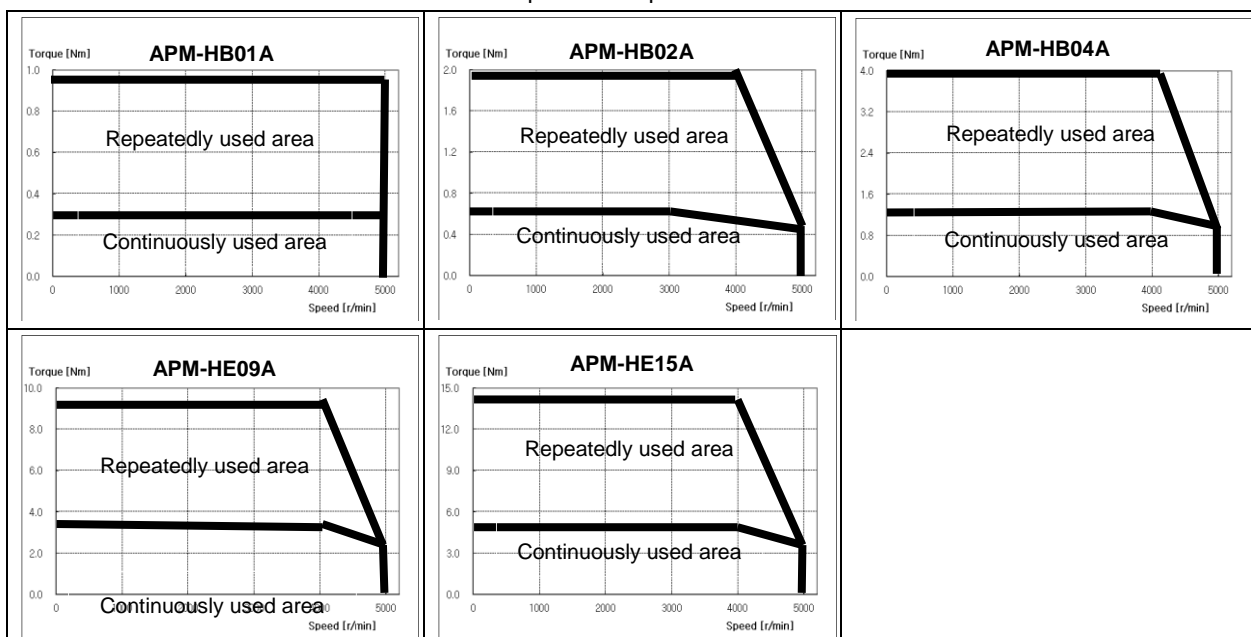 Torque [Nm]
APM-HB01A
1.0
0.8
Repeatedly used area
0.6
0.4
0.2
Continuously used area
0.0
0 1000 2000 3000 4000 5000
Speed [r/min]
Torque [Nm]
APM-HB02A
2.0
1.6
Repeatedly used area
1.2
0.8
0.4
Continuously used area
0.0
0 1000 2000 3000 4000 5000
Speed [r/min]
Torque [Nm]
APM-HB04A
4.0
3.2
Repeatedly used area
2.4
1.6
0.8
Continuously used area
0.0
0 1000 2000 3000 4000 5000
Speed [r/min]
Torque [Nm]
APM-HE09A
10.0
8.0
Repeatedly used area
6.0
4.0
2.0
0.0
0 1000 2000 3000 4000 5000
Continuously used area
Speed [r/min]
Torque [Nm]
APM-HE15A
15.0
12.0
Repeatedly used area
9.0
6.0
3.0
Continuously used area
0.0
0 1000 2000 3000 4000 5000
Speed [r/min]